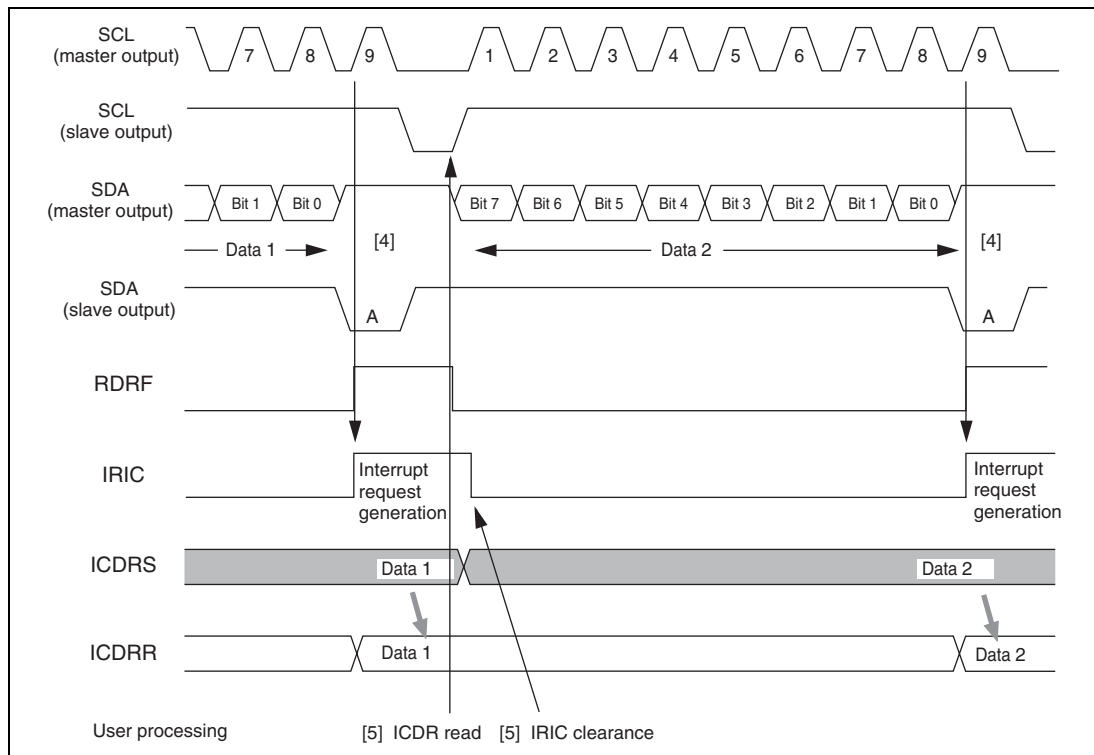 SCL
(master output)
7 8 9 1 2 3 4 5 6 7 8 9
SCL
(slave output)
SDA
(master output)
Bit 1 Bit 0 Bit 7 Bit 6 Bit 5 Bit 4 Bit 3 Bit 2 Bit 1 Bit 0
Data 1 [4] Data 2 [4]
SDA
(slave output)
A A
RDRF
IRIC
Interrupt
request
generation
Interrupt
request
generation
ICDRS
Data 1 Data 2
ICDRR
Data 1 Data 2
User processing [5] ICDR read [5] IRIC clearance